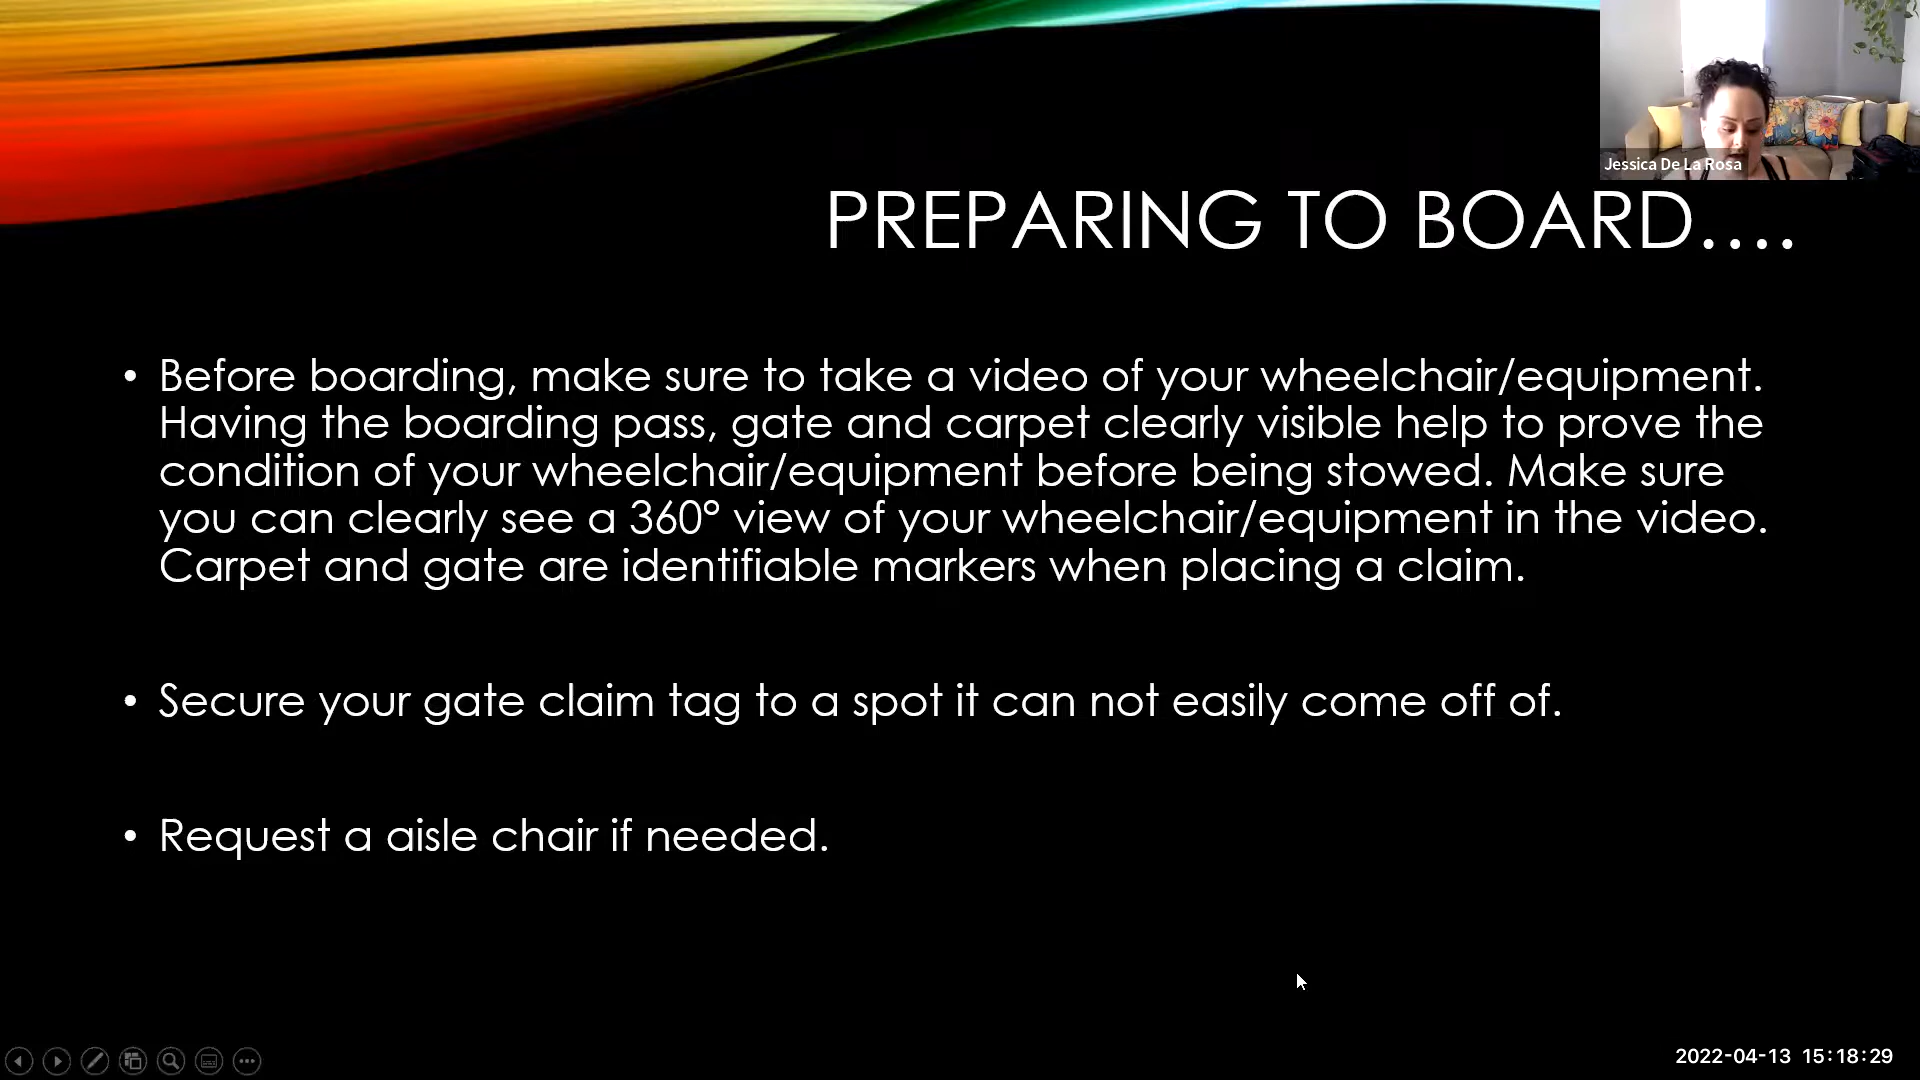 Jessica De La Rosa
PREPARING TO BOARD....
• Before boarding, make sure to take a video of your wheelchair/equipment.
Having the boarding pass, gate and carpet clearly visible help to prove the
condition of your wheelchair/equipment before being stowed. Make sure
you can clearly see a 360° view of your wheelchair/equipment in the video.
Carpet and gate are identifiable markers when placing a claim.
• Secure your gate claim tag to a spot it can not easily come off of.
• Request a aisle chair if needed.
2022-04-13 15:18:29